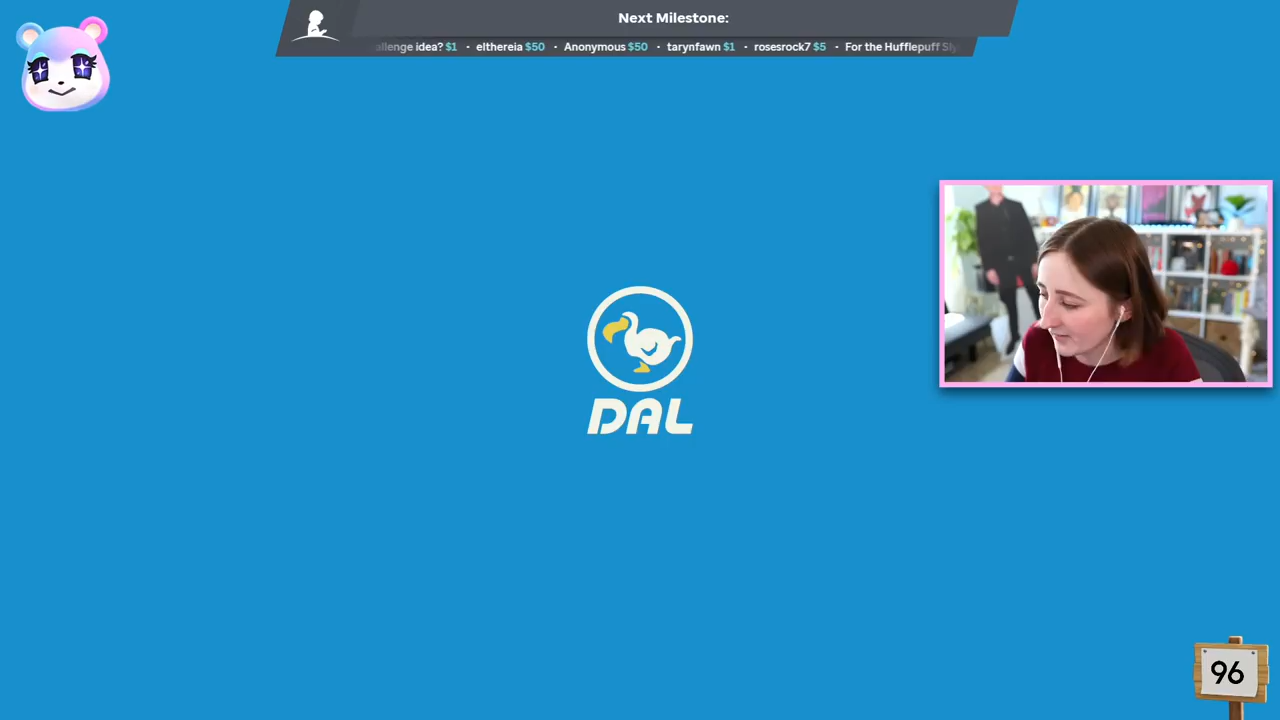 Next Milestone:
allenge idea? $1 · elthereia $50 · Anonymous $50 · tarynfawn $1 · rosesrock7 $5 · For the Hufflepuff Sly
DAL
96